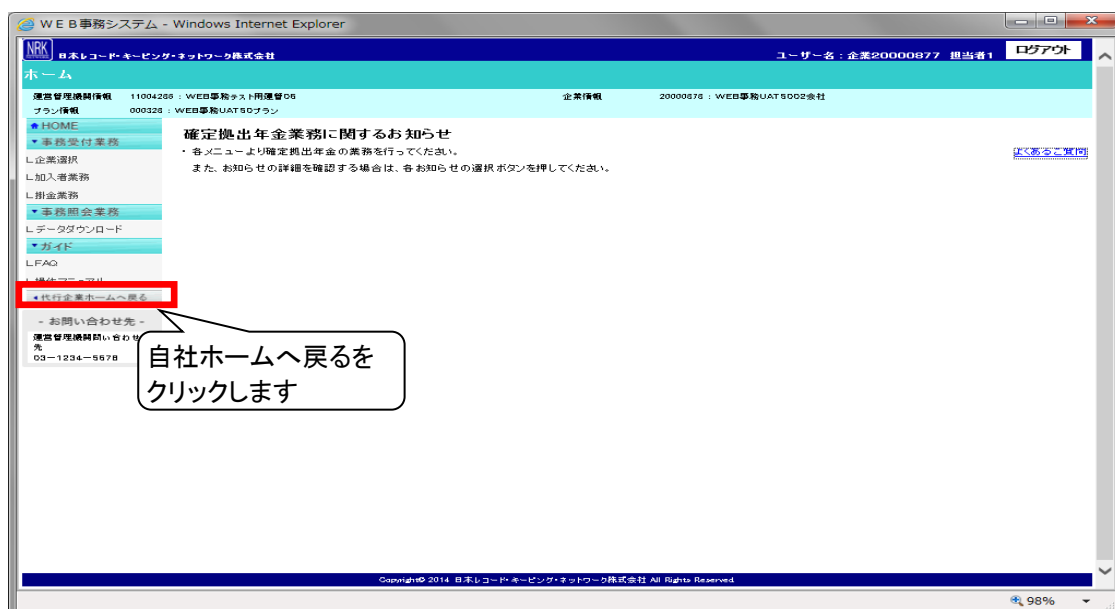 ＷＥＢ事務システム - Windows Internet Explorer
NRK 日本レコード・キーピング・ネットワーク株式会社
ユーザー名：企業20000877 担当者1
ログアウト
ホーム
運営管理機関情報 11004288：WEB事務テスト用運管06 企業情報 20000878：WEB事務UATSO02会社
プラン情報 000328：WEB事務UATSOプラン
HOME
事務受付業務
L企業選択
L加入者業務
L掛金業務
事務照会業務
Lデータダウンロード
ガイド
LFAQ
L操作マニュアル
代行企業ホームへ戻る
- お問い合わせ先 -
運営管理機関問い合わせ
先
03－1234－5678
確定拠出年金業務に関するお知らせ
・各メニューより確定拠出年金の業務を行ってください。
また、お知らせの詳細を確認する場合は、各お知らせの選択ボタンを押してください。
よくあるご質問
自社ホームへ戻るを
クリックします
Copyright© 2014 日本レコード・キーピング・ネットワーク株式会社 All Rights Reserved.
98%